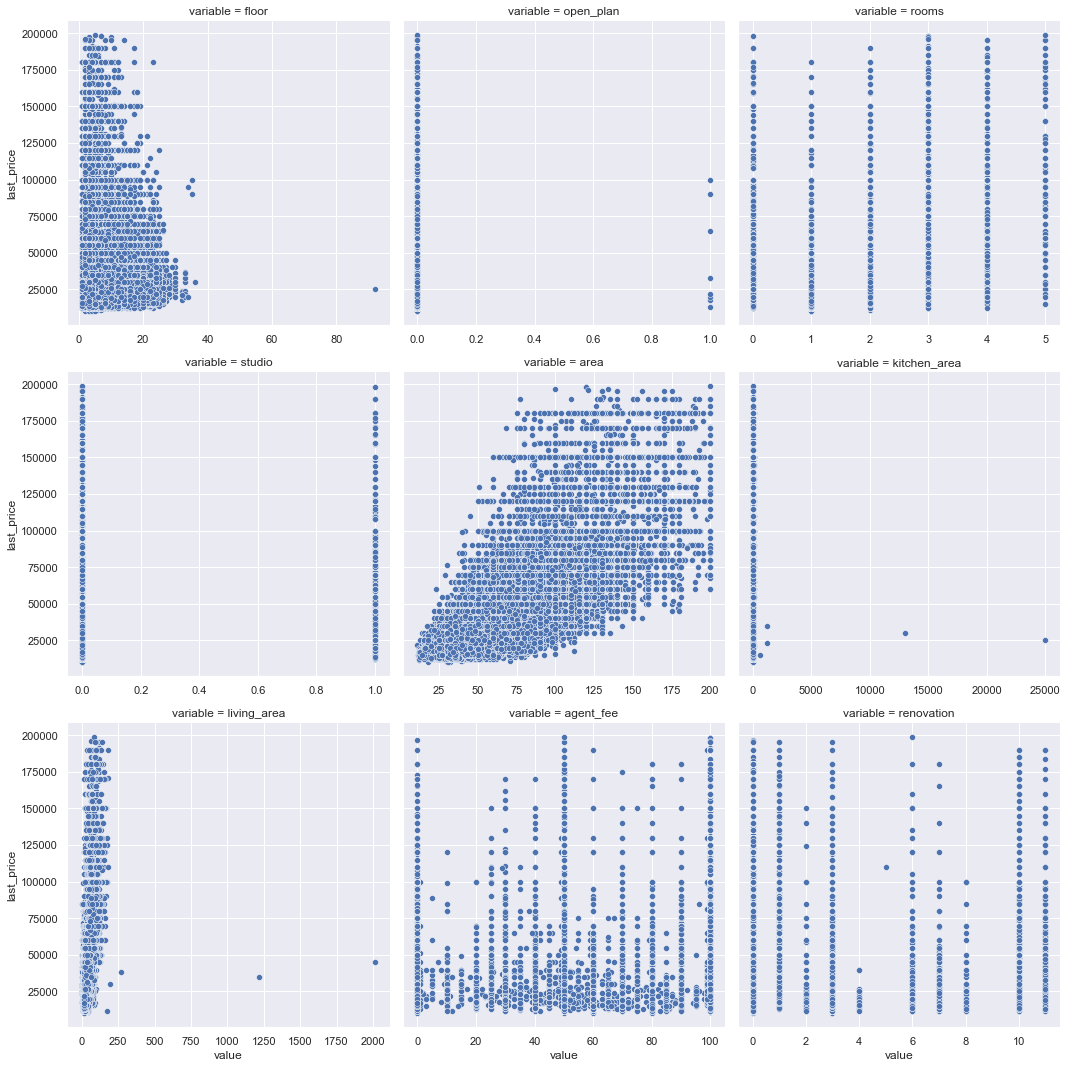 variable = floor
variable = open_plan
variable = rooms
200000
175000
150000
125000
100000
75000
50000
25000
last_price
0 20 40 60 80
0.0 0.2 0.4 0.6 0.8 1.0
0 1 2 3 4 5
variable = studio
variable = area
variable = kitchen_area
200000
175000
150000
125000
100000
75000
50000
25000
last_price
0.0 0.2 0.4 0.6 0.8 1.0
25 50 75 100 125 150 175 200
0 5000 10000 15000 20000 25000
variable = living_area
variable = agent_fee
variable = renovation
200000
175000
150000
125000
100000
75000
50000
25000
last_price
0 250 500 750 1000 1250 1500 1750 2000
0 20 40 60 80 100
0 2 4 6 8 10
value
value
value